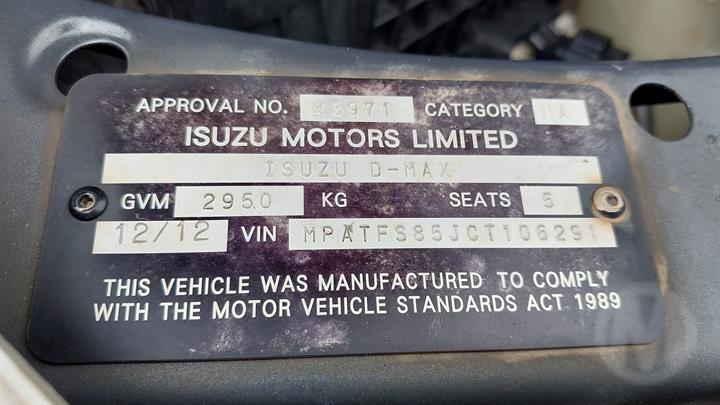 APPROVAL NO. 38971 CATEGORY NA
ISUZU MOTORS LIMITED
ISUZU D-MAX
GVM 2950 KG SEATS 5
12/12 VIN MPATFS85JCT106291
THIS VEHICLE WAS MANUFACTURED TO COMPLY
WITH THE MOTOR VEHICLE STANDARDS ACT 1989